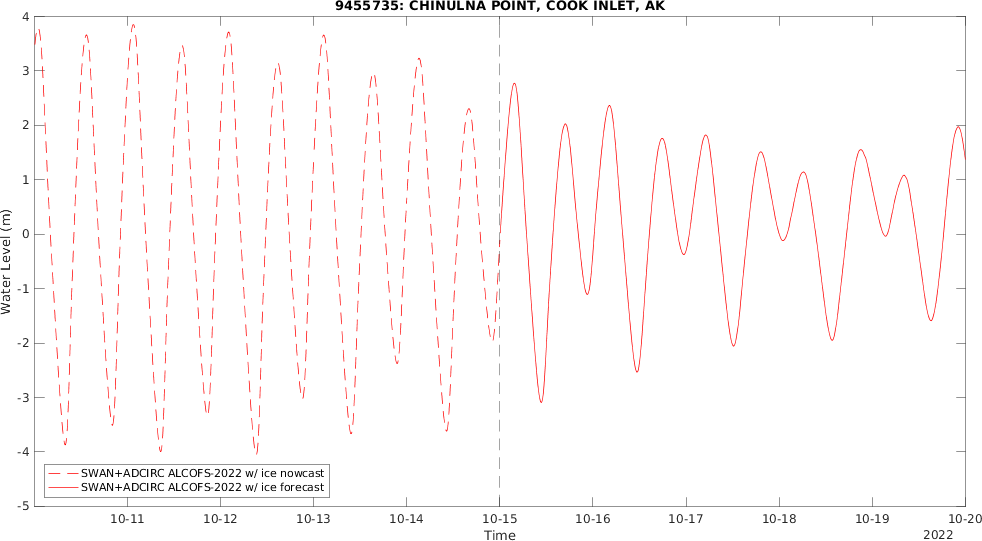 9455735: CHINULNA POINT, COOK INLET, AK
4
3
2
1
0
-1
-2
-3
-4
-5
Water Level (m)
SWAN+ADCIRC ALCOFS-2022 w/ ice nowcast
SWAN+ADCIRC ALCOFS-2022 w/ ice forecast
10-11 10-12 10-13 10-14 10-15 10-16 10-17 10-18 10-19 10-20
Time
2022